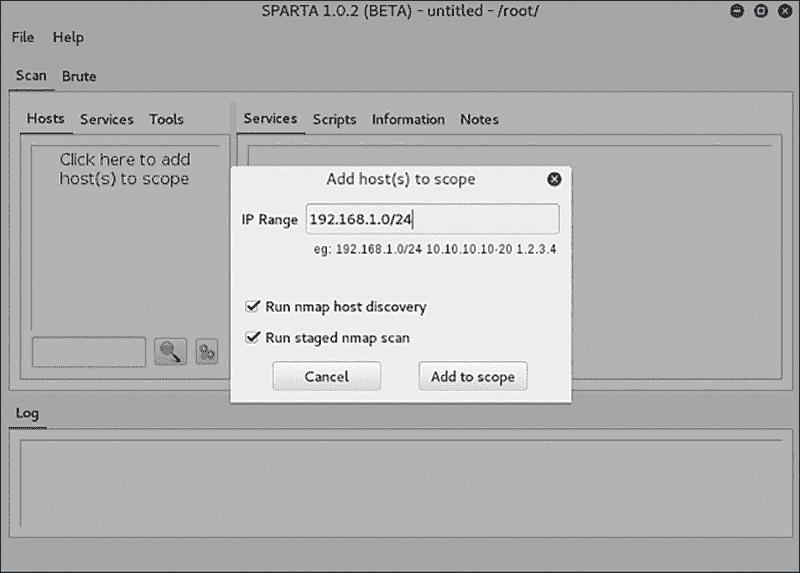 SPARTA 1.0.2 (BETA) - untitled - /root/
File Help
Scan Brute
Hosts Services Tools
Services Scripts Information Notes
Click here to add
host(s) to scope
Add host(s) to scope
IP Range 192.168.1.0/24
eg: 192.168.1.0/24 10.10.10.10-20 1.2.3.4
Run nmap host discovery
Run staged nmap scan
Cancel Add to scope
Log